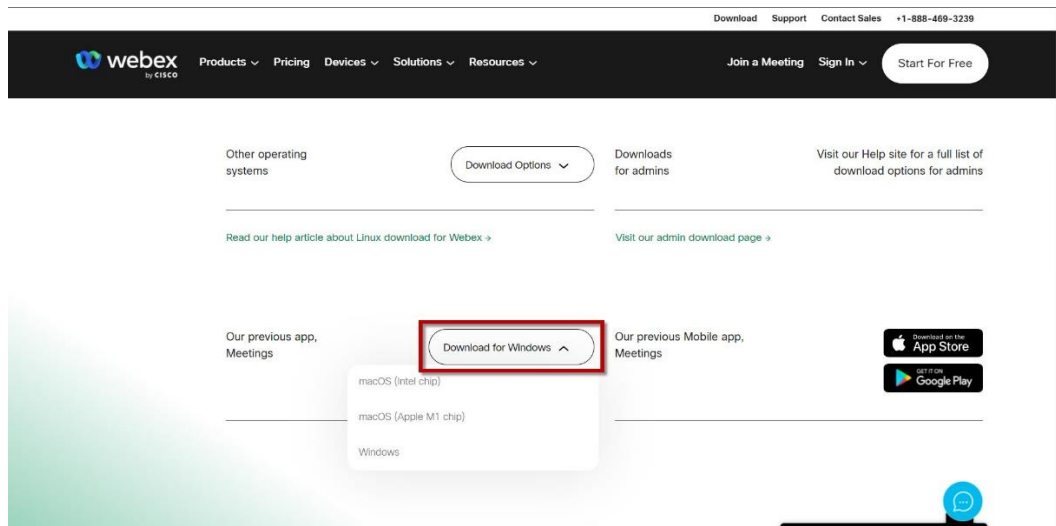 Download Support Contact Sales +1-888-469-3239
webex
by CISCO
Products Pricing Devices Solutions Resources
Join a Meeting Sign In Start For Free
Other operating
systems
Download Options
Downloads
for admins
Visit our Help site for a full list of
download options for admins
Read our help article about Linux download for Webex →
Visit our admin download page →
Our previous app,
Meetings
Download for Windows
macOS (Intel chip)
macOS (Apple M1 chip)
Windows
Our previous Mobile app,
Meetings
Download on the
App Store
GET IT ON
Google Play